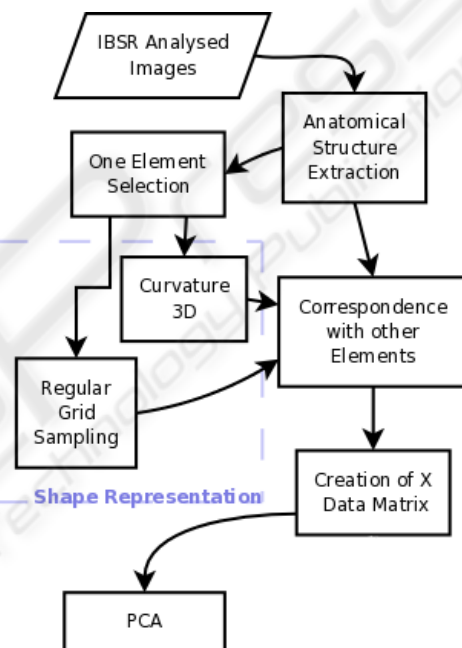 IBSR Analysed
Images
Anatomical
Structure
Extraction
One Element
Selection
Curvature
3D
Correspondence
with other
Elements
Regular
Grid
Sampling
Shape Representation
Creation of X
Data Matrix
PCA